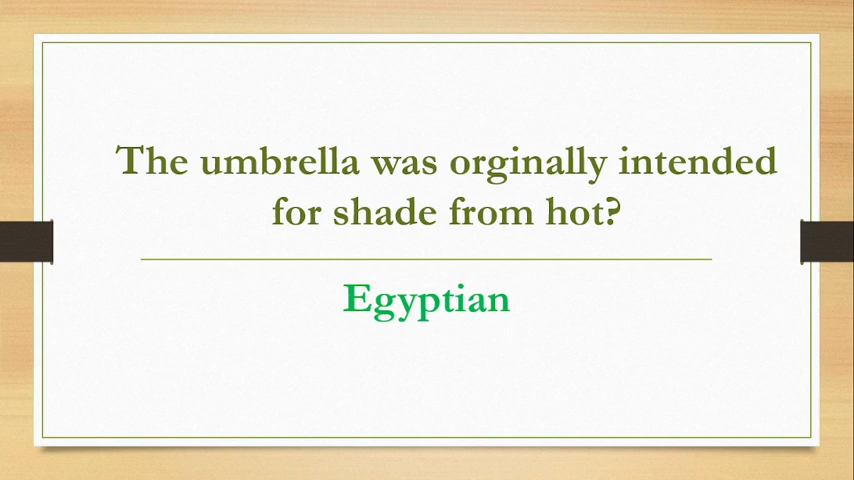 The umbrella was orginally intended
for shade from hot?
Egyptian